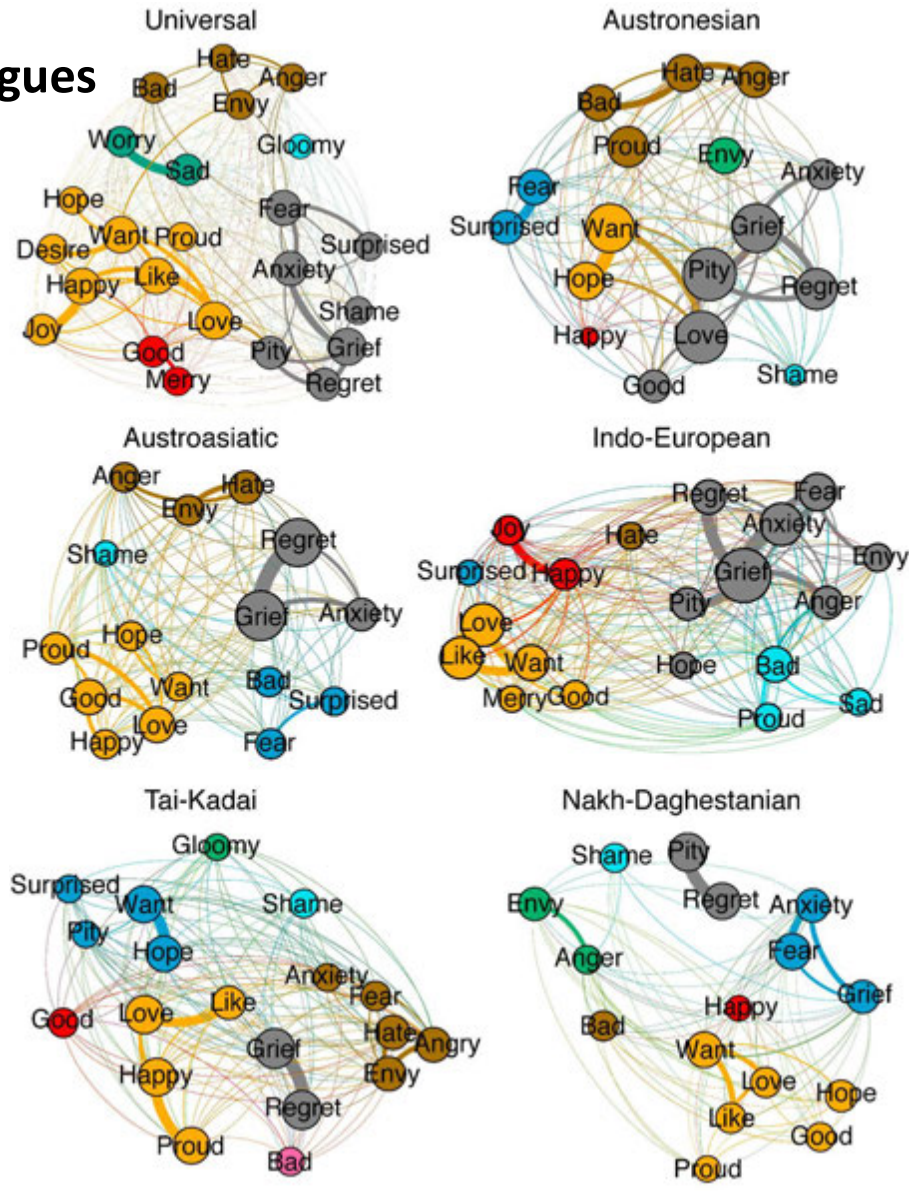 gues
Universal
Hate
Anger
Bad
Envy
Worry
Gloomy
Sad
Hope
Fear
Desire
Want
Proud
Surprised
Happy
Like
Anxiety
Joy
Love
Shame
Good
Pity
Grief
Merry
Regret
Austronesian
Hate
Anger
Bad
Proud
Envy
Anxiety
Fear
Surprised
Want
Grief
Hope
Pity
Regret
Happy
Love
Good
Shame
Austroasiatic
Anger
Hate
Envy
Shame
Regret
Grief
Anxiety
Proud
Hope
Good
Want
Bad
Surprised
Happy
Love
Fear
Indo-European
Regret
Fear
Joy
Hate
Anxiety
Envy
Surprised
Happy
Grief
Pity
Anger
Love
Like
Want
Hope
Bad
Merry
Good
Proud
Sad
Tai-Kadai
Gloomy
Surprised
Want
Shame
Pity
Hope
Anxiety
Fear
Good
Love
Like
Hate
Angry
Grief
Happy
Envy
Regret
Proud
Bad
Nakh-Daghestanian
Shame
Pity
Envy
Regret
Anxiety
Anger
Fear
Grief
Happy
Bad
Want
Love
Hope
Like
Good
Proud